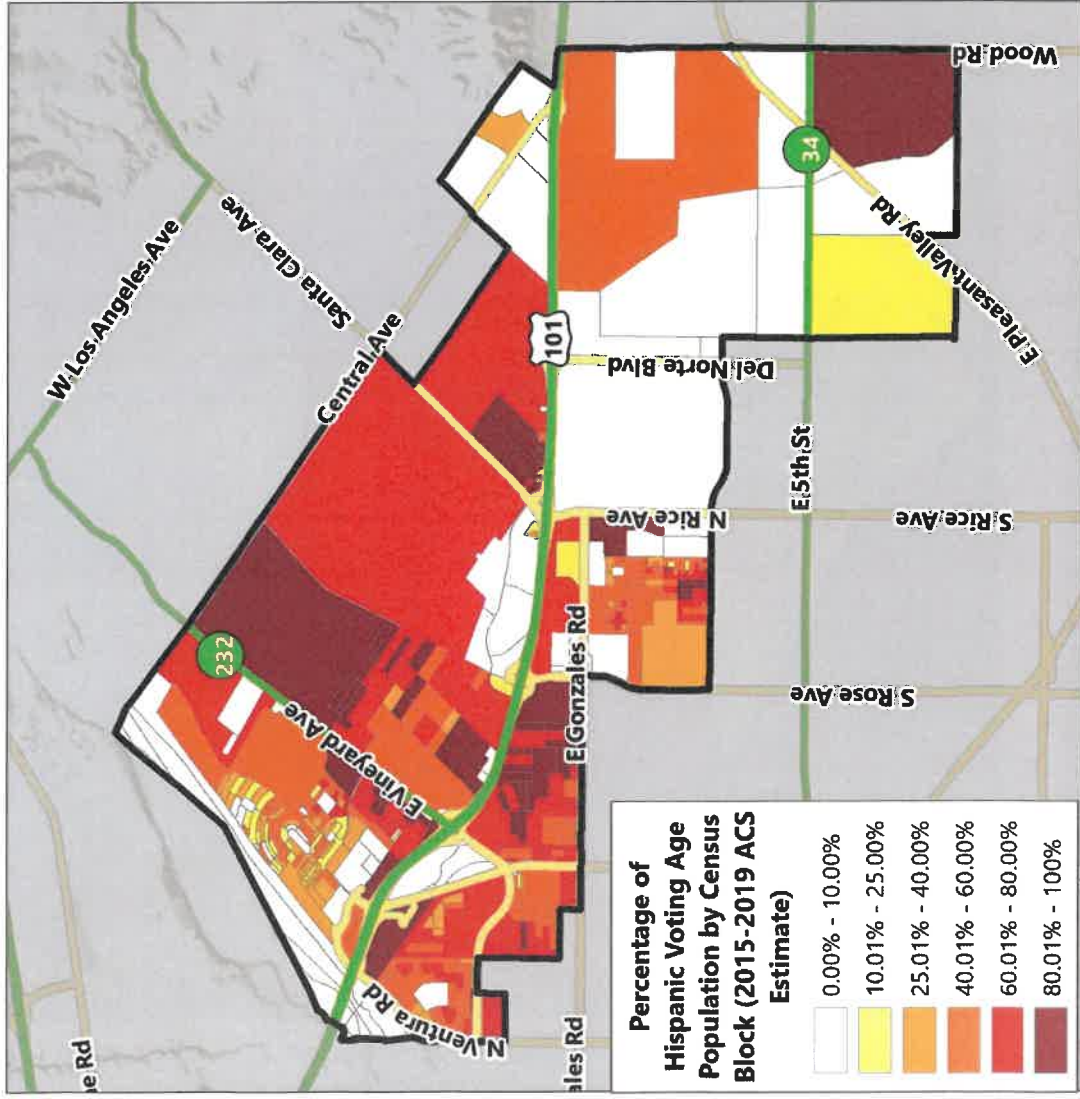 W Los Angeles Ave
Santa Clara Ave
Central Ave
232
E Vineyard Ave
101
N Ventura Rd
E Gonzales Rd
Del Norte Blvd
N Rice Ave
S Rice Ave
S Rose Ave
E 5th St
34
E Pleasant Valley Rd
Wood Rd
e Rd
ales Rd
Percentage of
Hispanic Voting Age
Population by Census
Block (2015-2019 ACS
Estimate)
0.00% - 10.00%
10.01% - 25.00%
25.01% - 40.00%
40.01% - 60.00%
60.01% - 80.00%
80.01% - 100%